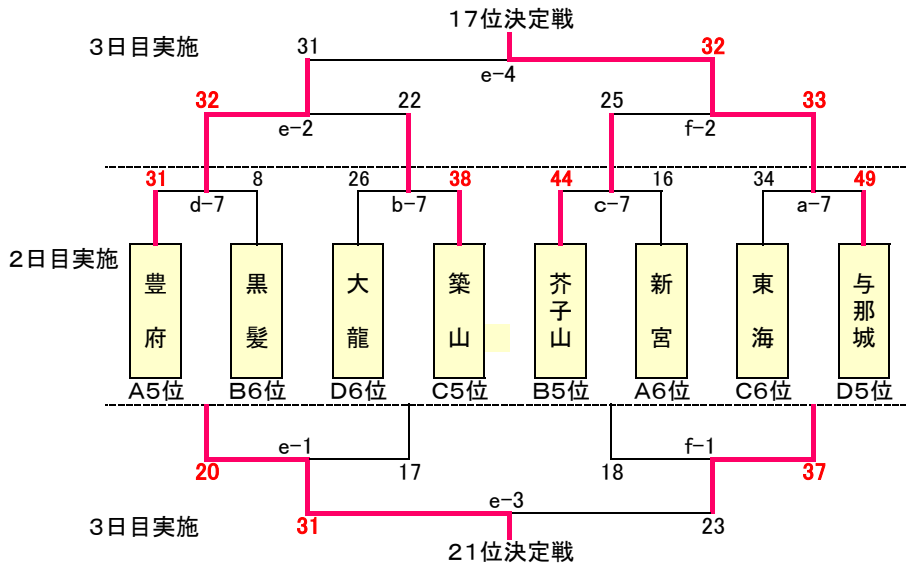 17位決定戦
3日目実施
31
32
e-4
32
22
25
33
e-2
f-2
31
8
26
38
44
16
34
49
d-7
b-7
c-7
a-7
2日目実施
豊府
黒髪
大龍
築山
芥子山
新宮
東海
与那城
A5位
B6位
D6位
C5位
B5位
A6位
C6位
D5位
e-1
f-1
20
17
18
37
e-3
3日目実施
31
23
21位決定戦